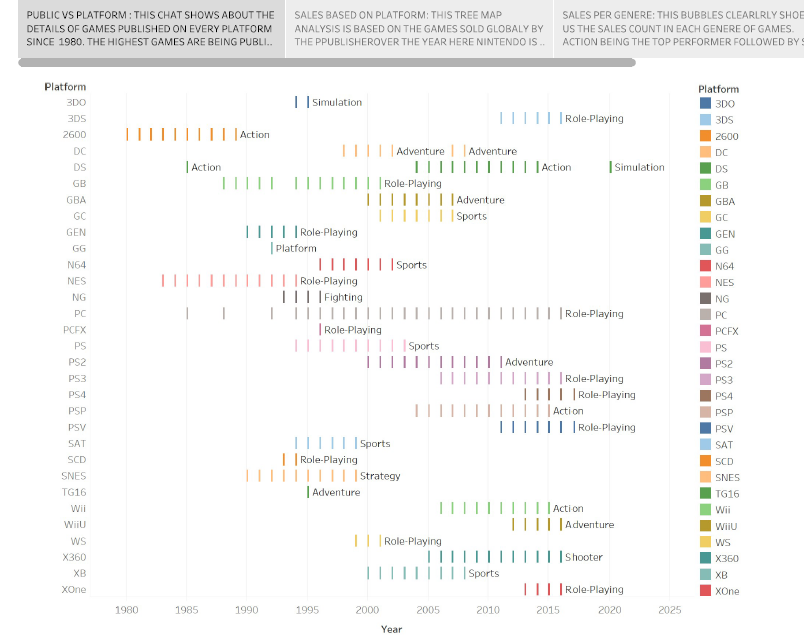 PUBLIC VS PLATFORM : THIS CHAT SHOWS ABOUT THE
DETAILS OF GAMES PUBLISHED ON EVERY PLATFORM
SINCE 1980. THE HIGHEST GAMES ARE BEING PUBLI..
SALES BASED ON PLATFORM: THIS TREE MAP
ANALYSIS IS BASED ON THE GAMES SOLD GLOBALY BY
THE PPUBLISHEROVER THE YEAR HERE NINTENDO IS ..
SALES PER GENERE: THIS BUBBLES CLEARLRLY SHOE
US THE SALES COUNT IN EACH GENERE OF GAMES.
ACTION BEING THE TOP PERFORMER FOLLOWED BY S
Platform
3DO Simulation
3DS Role-Playing
2600 Action
DC Adventure Adventure
DS Action Action Simulation
GB Role-Playing
GBA Adventure
GC Sports
GEN Role-Playing
GG Platform
N64 Sports
NES Role-Playing
NG Fighting
PC Role-Playing
PCFX Role-Playing
PS Sports
PS2 Adventure
PS3 Role-Playing
PS4 Role-Playing
PSP Action
PSV Role-Playing
SAT Sports
SCD Role-Playing
SNES Strategy
TG16 Adventure
Wii Action
WiiU Adventure
WS Role-Playing
X360 Shooter
XB Sports
XOne Role-Playing
1980 1985 1990 1995 2000 2005 2010 2015 2020 2025
Year
Platform
3DO
3DS
2600
DC
DS
GB
GBA
GC
GEN
GG
N64
NES
NG
PC
PCFX
PS
PS2
PS3
PS4
PSP
PSV
SAT
SCD
SNES
TG16
Wii
WiiU
WS
X360
XB
XOne